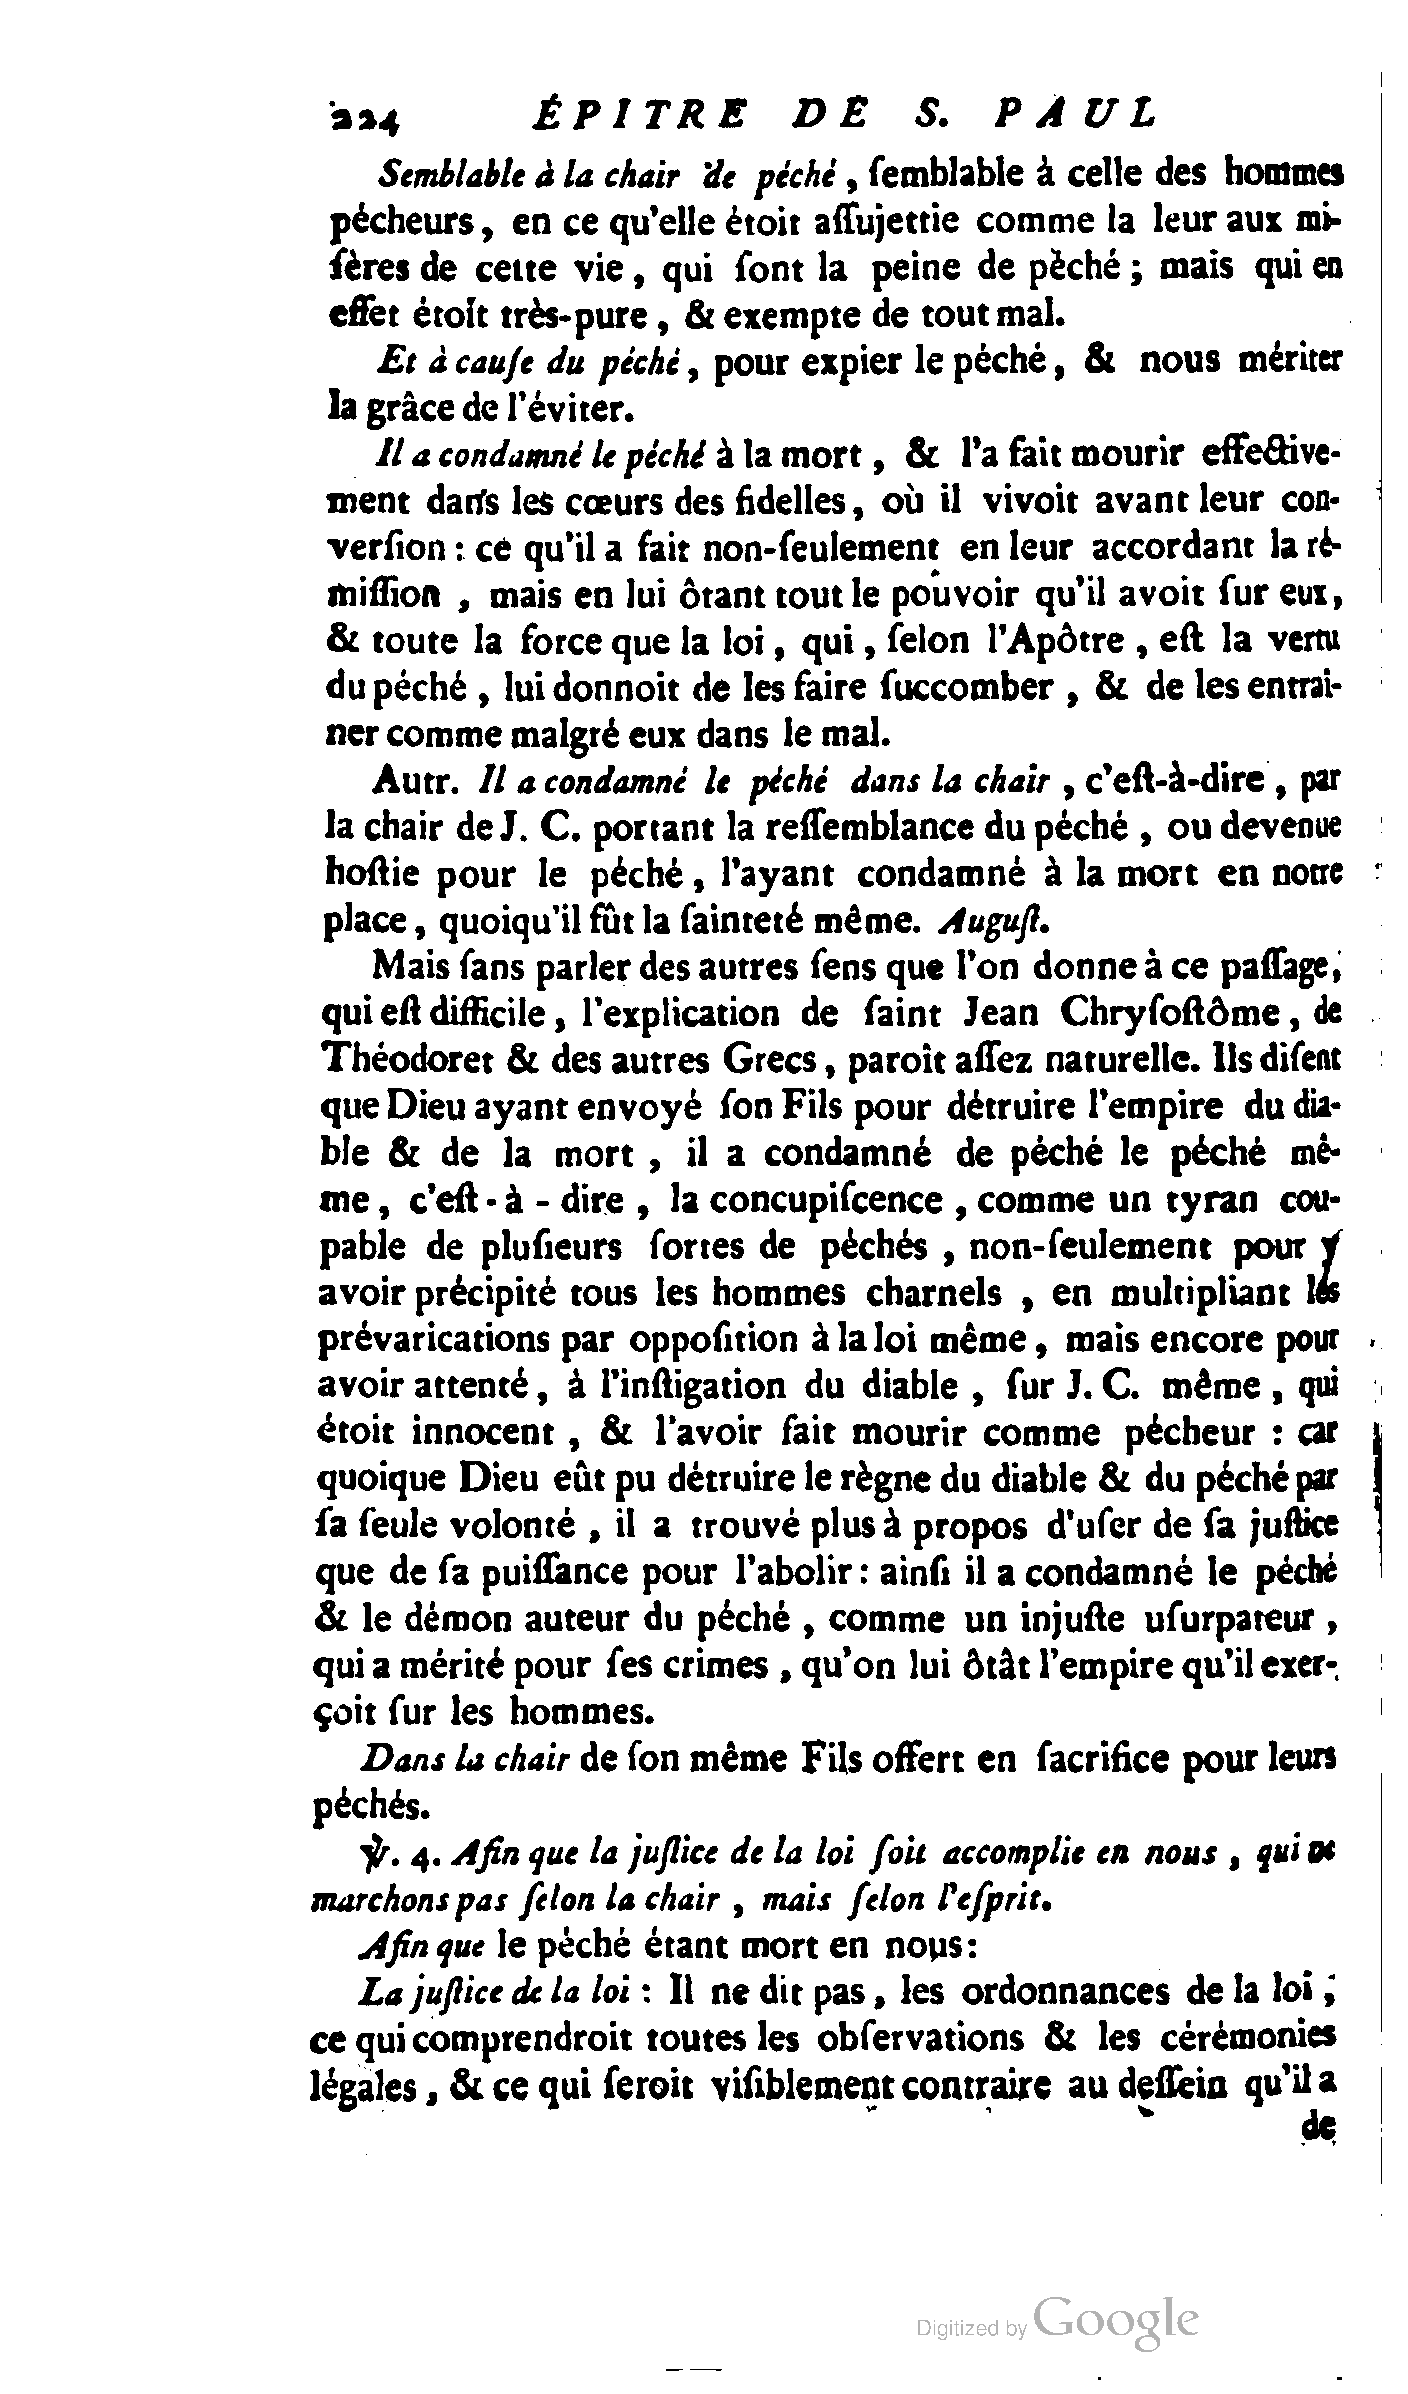 224 ÉPITRE DE S. PAUL
Semblable à la chair de péché, ſemblable à celle des hommes
pécheurs, en ce qu'elle étoit aſſujettie comme la leur aux mi-
ſères de cette vie, qui ſont la peine de péché; mais qui en
effet étoit très-pure, & exempte de tout mal.
Et à cauſe du péché, pour expier le péché, & nous mériter
la grâce de l'éviter.
Il a condamné le péché à la mort, & l'a fait mourir effective-
ment dans les cœurs des fidelles, où il vivoit avant leur con-
verſion : ce qu'il a fait non-ſeulement en leur accordant la ré-
miſſion, mais en lui ôtant tout le pouvoir qu'il avoit ſur eux,
& toute la force que la loi, qui, ſelon l'Apôtre, eſt la vertu
du péché, lui donnoit de les faire ſuccomber, & de les entraî-
ner comme malgré eux dans le mal.
Autr. Il a condamné le péché dans la chair, c'eſt-à-dire, par
la chair de J. C. portant la reſſemblance du péché, ou devenue
hoſtie pour le péché, l'ayant condamné à la mort en notre
place, quoiqu'il fût la ſainteté même. Auguſt.
Mais ſans parler des autres ſens que l'on donne à ce paſſage,
qui eſt difficile, l'explication de ſaint Jean Chryſoſtôme, de
Théodoret & des autres Grecs, paroît aſſez naturelle. Ils diſent
que Dieu ayant envoyé ſon Fils pour détruire l'empire du dia-
ble & de la mort, il a condamné de péché le péché mê-
me, c'eſt-à-dire, la concupiſcence, comme un tyran cou-
pable de pluſieurs ſortes de péchés, non-ſeulement pour y
avoir précipité tous les hommes charnels, en multipliant les
prévarications par oppoſition à la loi même, mais encore pour
avoir attenté, à l'inſtigation du diable, ſur J. C. même, qui
étoit innocent, & l'avoir fait mourir comme pécheur : car
quoique Dieu eût pu détruire le règne du diable & du péché par
ſa ſeule volonté, il a trouvé plus à propos d'uſer de ſa juſtice
que de ſa puiſſance pour l'abolir : ainſi il a condamné le péché
& le démon auteur du péché, comme un injuſte uſurpateur,
qui a mérité pour ſes crimes, qu'on lui ôtât l'empire qu'il exer-
çoit ſur les hommes.
Dans la chair de ſon même Fils offert en ſacrifice pour leurs
péchés.
℣. 4. Afin que la juſtice de la loi ſoit accomplie en nous, qui ne
marchons pas ſelon la chair, mais ſelon l'eſprit.
Afin que le péché étant mort en nous:
La juſtice de la loi : Il ne dit pas, les ordonnances de la loi;
ce qui comprendroit toutes les obſervations & les cérémonies
légales, & ce qui ſeroit viſiblement contraire au deſſein qu'il a
de
Digitized by Google